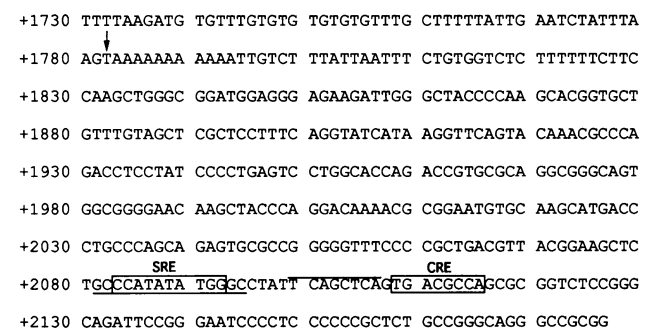 +1730 TTTTAAGATG TGTTTGTGTG TGTGTGTTTG CTTTTTATTG AATCTATTTA
+1780 AGTAAAAAAA AAAATTGTCT TTATTAATTT CTGTGGTCTC TTTTTTCTTC
+1830 CAAGCTGGGC GGATGGAGGG AGAAGATTGG GCTACCCCAA GCACGGTGCT
+1880 GTTTGTAGCT CGCTCCTTTC AGGTATCATA AGGTTCAGTA CAAACGCCCA
+1930 GACCTCCTAT CCCCTGAGTC CTGGCACCAG ACCGTGCGCA GGCGGGCAGT
+1980 GGCGGGGAAC AAGCTACCCA GGACAAAACG CGGAATGTGC AAGCATGACC
+2030 CTGCCCAGCA GAGTGCGCCG GGGGTTTCCC CGCTGACGTT ACGGAAGCTC
SRE CRE
+2080 TGCCCATATA TGGGCCTATT CAGCTCAGTG ACGCCAGCGC GGTCTCCGGG
+2130 CAGATTCCGG GAATCCCCTC CCCCCGCTCT GCCGGGCAGG GCCGCGG